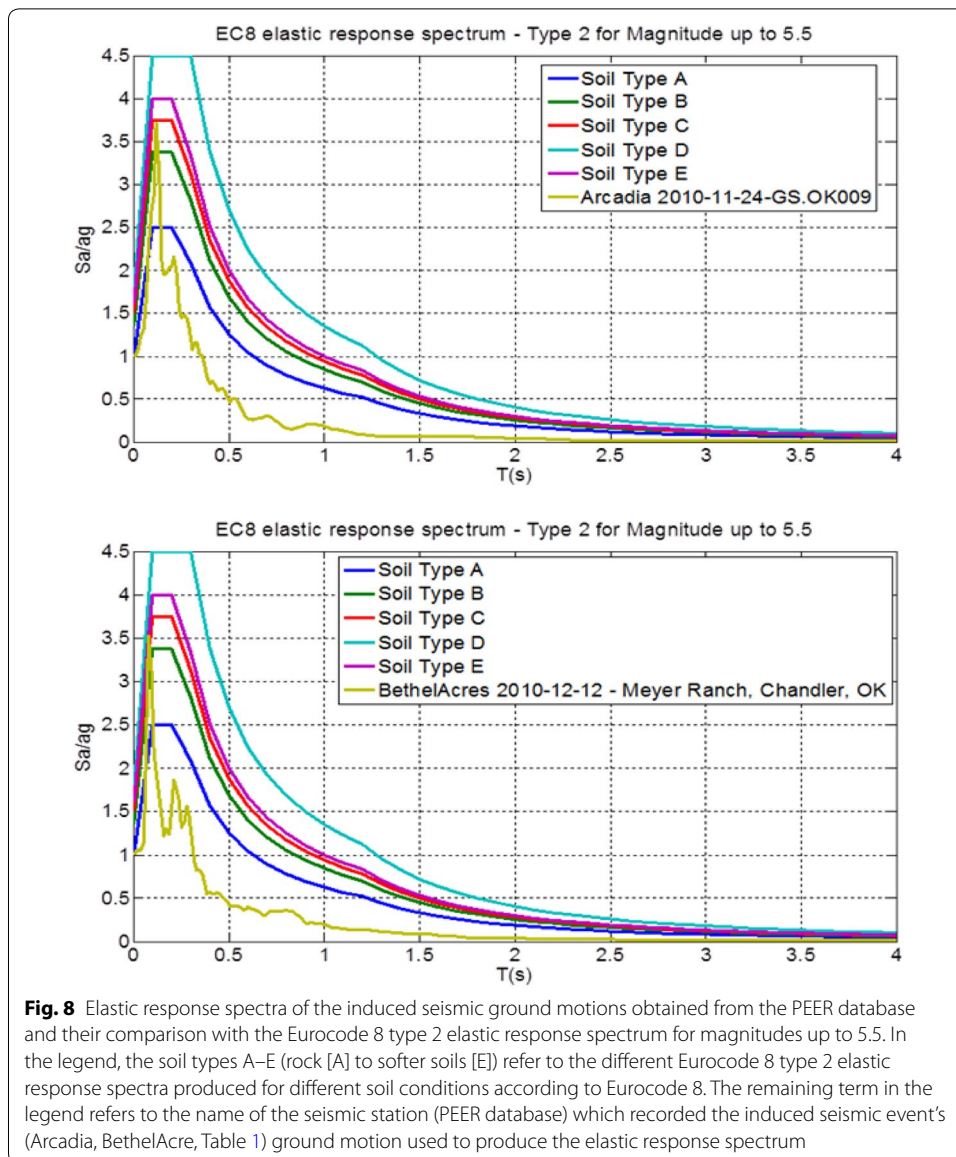 EC8 elastic response spectrum - Type 2 for Magnitude up to 5.5
4.5
4
3.5
3
2.5
2
1.5
1
0.5
0
Sa/ag
Soil Type A
Soil Type B
Soil Type C
Soil Type D
Soil Type E
Arcadia 2010-11-24-GS.OK009
0 0.5 1 1.5 2 2.5 3 3.5 4
T(s)
EC8 elastic response spectrum - Type 2 for Magnitude up to 5.5
4.5
4
3.5
3
2.5
2
1.5
1
0.5
0
Sa/ag
Soil Type A
Soil Type B
Soil Type C
Soil Type D
Soil Type E
BethelAcres 2010-12-12 - Meyer Ranch, Chandler, OK
0 0.5 1 1.5 2 2.5 3 3.5 4
T(s)
Fig. 8 Elastic response spectra of the induced seismic ground motions obtained from the PEER database
and their comparison with the Eurocode 8 type 2 elastic response spectrum for magnitudes up to 5.5. In
the legend, the soil types A–E (rock [A] to softer soils [E]) refer to the different Eurocode 8 type 2 elastic
response spectra produced for different soil conditions according to Eurocode 8. The remaining term in the
legend refers to the name of the seismic station (PEER database) which recorded the induced seismic event's
(Arcadia, BethelAcre, Table 1) ground motion used to produce the elastic response spectrum